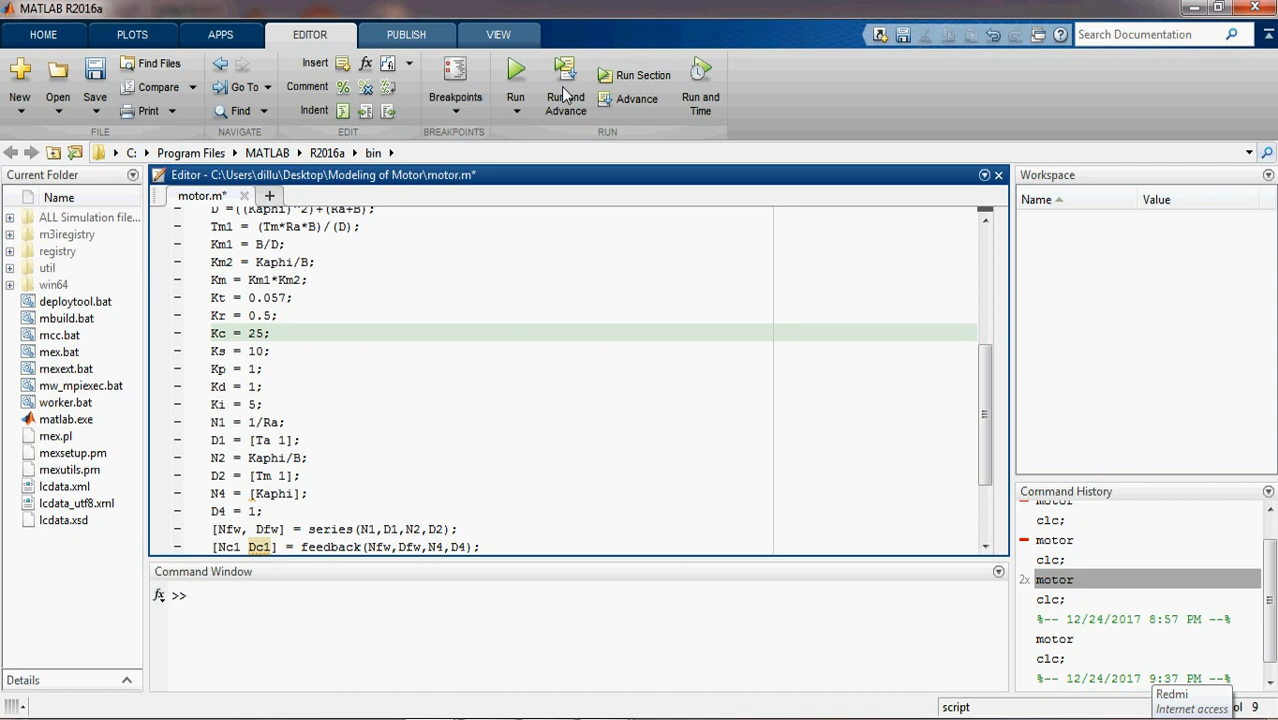 MATLAB R2016a
HOME PLOTS APPS EDITOR PUBLISH VIEW Search Documentation
New Open Save Find Files Compare Print Go To Find Insert fx Comment Indent Breakpoints Run Run and Advance Run Section Advance Run and Time
FILE NAVIGATE EDIT BREAKPOINTS RUN
C: Program Files MATLAB R2016a bin
Current Folder
Name
ALL Simulation file...
m3iregistry
registry
util
win64
deploytool.bat
mbuild.bat
mcc.bat
mex.bat
mexext.bat
mw_mpiexec.bat
worker.bat
matlab.exe
mex.pl
mexsetup.pm
mexutils.pm
lcdata.xml
lcdata_utf8.xml
lcdata.xsd
Details
Editor - C:\Users\dillu\Desktop\Modeling of Motor\motor.m*
motor.m*
D =((Kaphi)^2)+(Ra+B);
Tm1 = (Tm*Ra*B)/(D);
Km1 = B/D;
Km2 = Kaphi/B;
Km = Km1*Km2;
Kt = 0.057;
Kr = 0.5;
Kc = 25;
Ks = 10;
Kp = 1;
Kd = 1;
Ki = 5;
N1 = 1/Ra;
D1 = [Ta 1];
N2 = Kaphi/B;
D2 = [Tm 1];
N4 = [Kaphi];
D4 = 1;
[Nfw, Dfw] = series(N1,D1,N2,D2);
[Nc1 Dc1] = feedback(Nfw,Dfw,N4,D4);
Command Window
fx >>
Workspace
Name Value
Command History
motor
clc;
motor
clc;
2x motor
clc;
%-- 12/24/2017 8:57 PM --%
motor
clc;
%-- 12/24/2017 9:37 PM --%
Redmi
Internet access
script ol 9